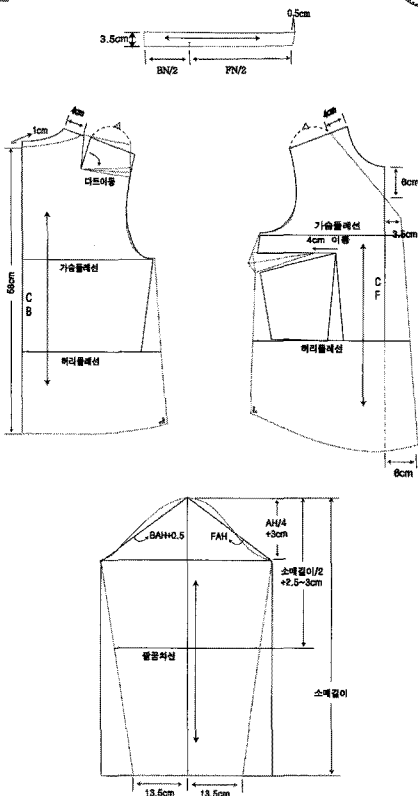 0.5cm
3.5cm
BN/2
FN/2
4cm
1cm
다트이동
58cm
C
B
가슴둘레선
허리둘레선
4cm
6cm
3.5cm
가슴둘레선
4cm 이동
C
F
허리둘레선
6cm
BAH+0.5
FAH
AH/4
+3cm
소매길이/2
+2.5~3cm
팔꿈치선
소매길이
13.5cm
13.5cm